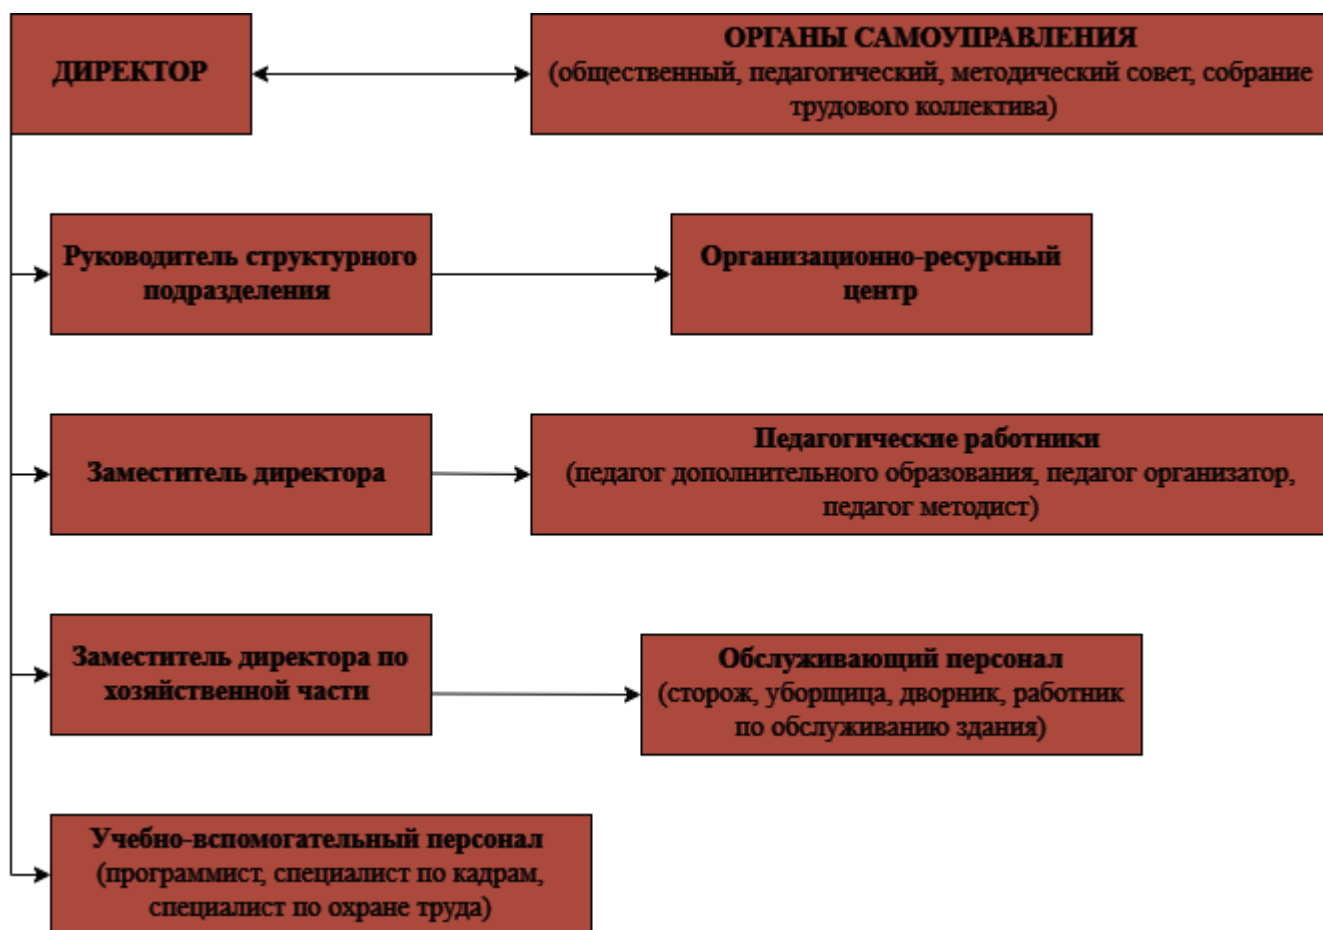 ДИРЕКТОР
ОРГАНЫ САМОУПРАВЛЕНИЯ
(общественный, педагогический, методический совет, собрание
трудового коллектива)
Руководитель структурного
подразделения
Организационно-ресурсный
центр
Заместитель директора
Педагогические работники
(педагог дополнительного образования, педагог организатор,
педагог методист)
Заместитель директора по
хозяйственной части
Обслуживающий персонал
(сторож, уборщица, дворник, работник
по обслуживанию здания)
Учебно-вспомогательный персонал
(программист, специалист по кадрам,
специалист по охране труда)